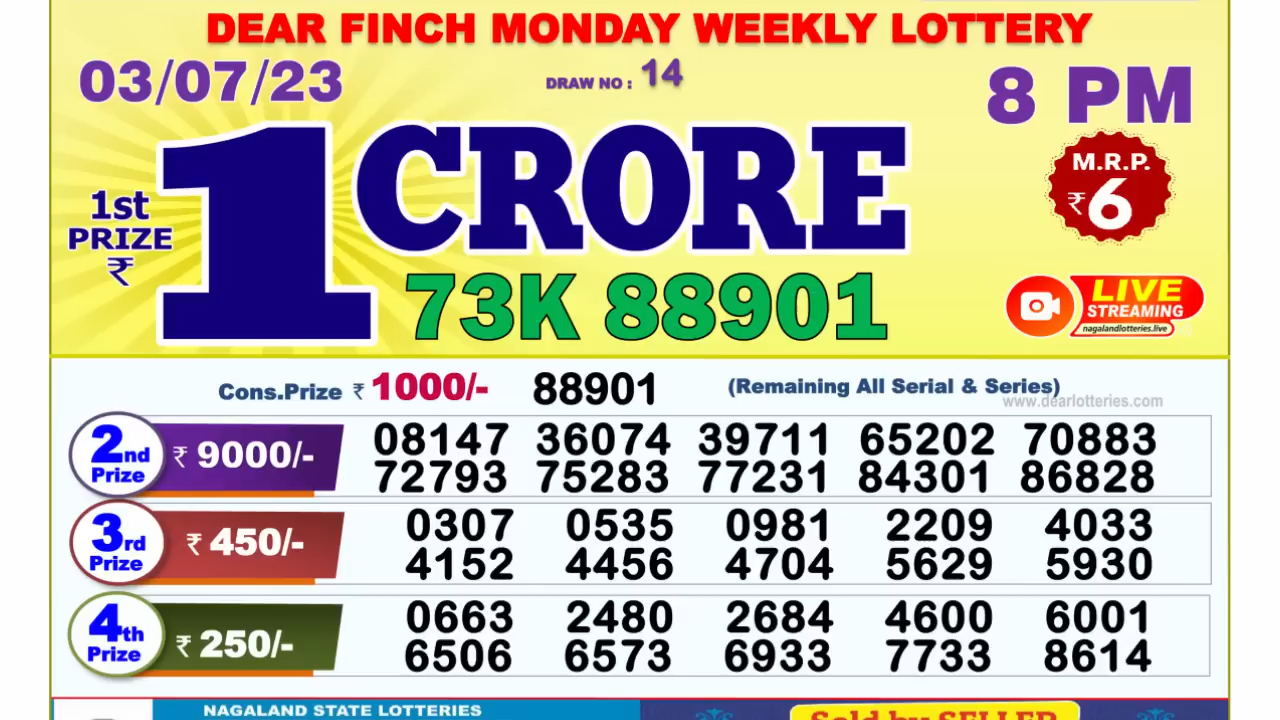 DEAR FINCH MONDAY WEEKLY LOTTERY
03/07/23
DRAW NO : 14
8 PM
M.R.P.
₹6
1st
PRIZE
₹
1 CRORE
73K 88901
LIVE
STREAMING
nagalandlotteries.live
Cons.Prize ₹ 1000/- 88901 (Remaining All Serial & Series)
www.dearlotteries.com
2nd Prize ₹ 9000/-
08147 36074 39711 65202 70883
72793 75283 77231 84301 86828
3rd Prize ₹ 450/-
0307 0535 0981 2209 4033
4152 4456 4704 5629 5930
4th Prize ₹ 250/-
0663 2480 2684 4600 6001
6506 6573 6933 7733 8614
NAGALAND STATE LOTTERIES
Sold by SELLER